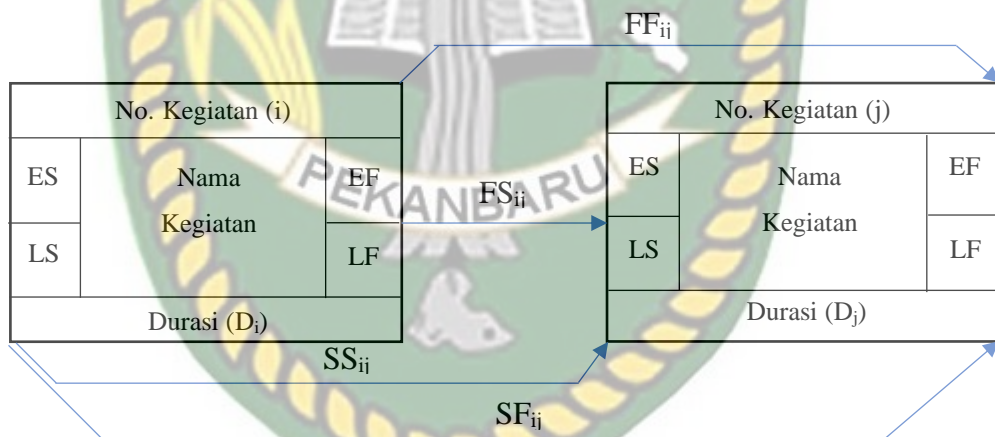 FFij
No. Kegiatan (i)
ES
Nama
Kegiatan
EF
LS
LF
Durasi (Di)
PEKANBARU
FSij
No. Kegiatan (j)
ES
Nama
Kegiatan
EF
LS
LF
Durasi (Dj)
SSij
SFij